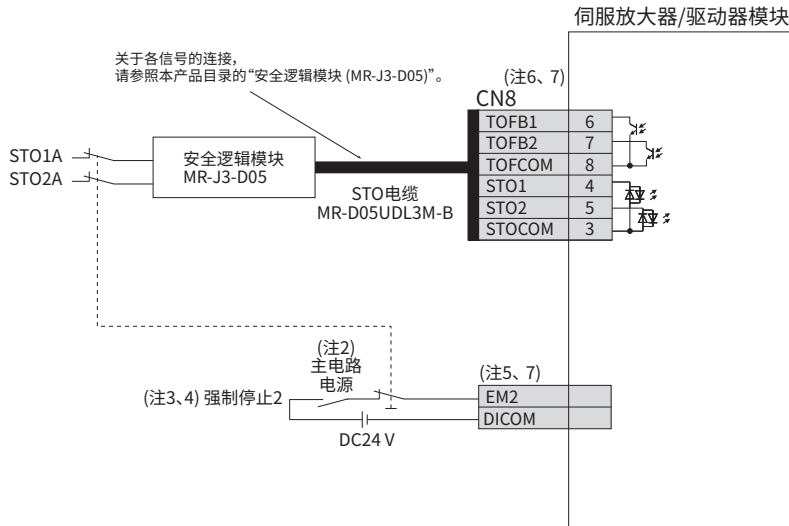 伺服放大器/驱动器模块
关于各信号的连接，
请参照本产品目录的“安全逻辑模块 (MR-J3-D05)”。
(注6、7)
CN8
TOFB1 6
TOFB2 7
TOFCOM 8
STO1 4
STO2 5
STOCOM 3
STO1A
STO2A
安全逻辑模块
MR-J3-D05
STO电缆
MR-D05UDL3M-B
(注2)
主电路
电源
(注3、4) 强制停止2
DC24 V
(注5、7)
EM2
DICOM